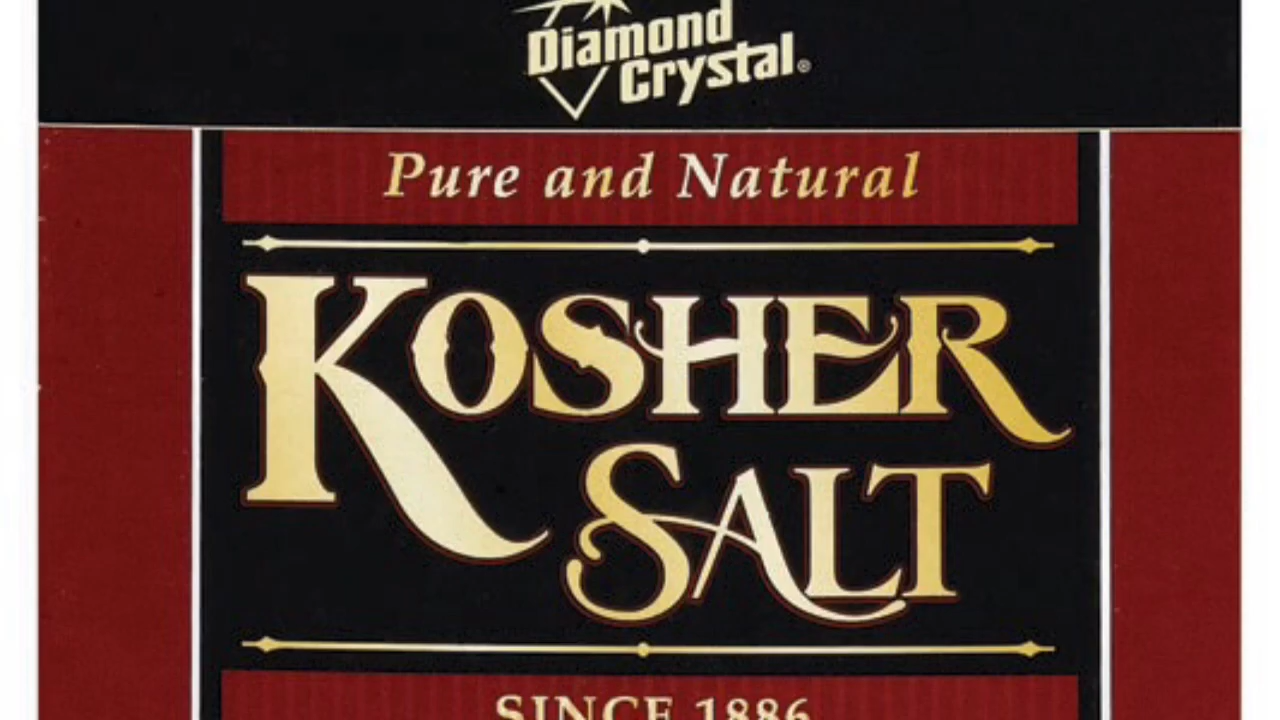 Diamond
Crystal®
Pure and Natural
KOSHER
SALT
SINCE 1886